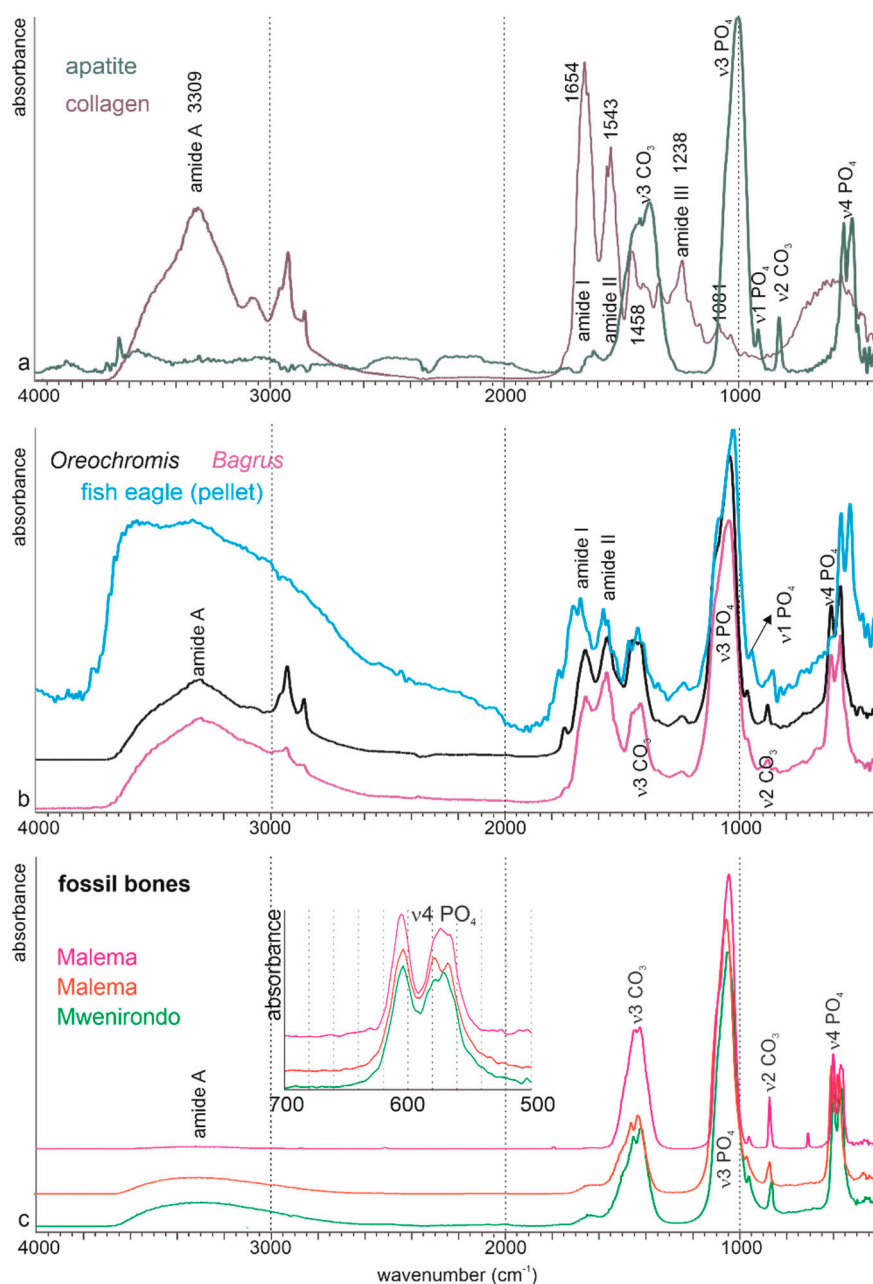 absorbance
apatite
collagen
amide A 3309
1654
amide I
1543
amide II
1458
ν3 CO3
amide III 1238
1081
ν3 PO4
ν1 PO4
ν2 CO3
ν4 PO4
a
4000 3000 2000 1000
absorbance
Oreochromis Bagrus
fish eagle (pellet)
amide A
amide I
amide II
ν3 CO3
ν3 PO4
ν1 PO4
ν2 CO3
ν4 PO4
b
4000 3000 2000 1000
absorbance
fossil bones
Malema
Malema
Mwenirondo
amide A
absorbance
ν4 PO4
700 600 500
ν3 CO3
ν3 PO4
ν2 CO3
ν4 PO4
c
4000 3000 2000 1000
wavenumber (cm-1)